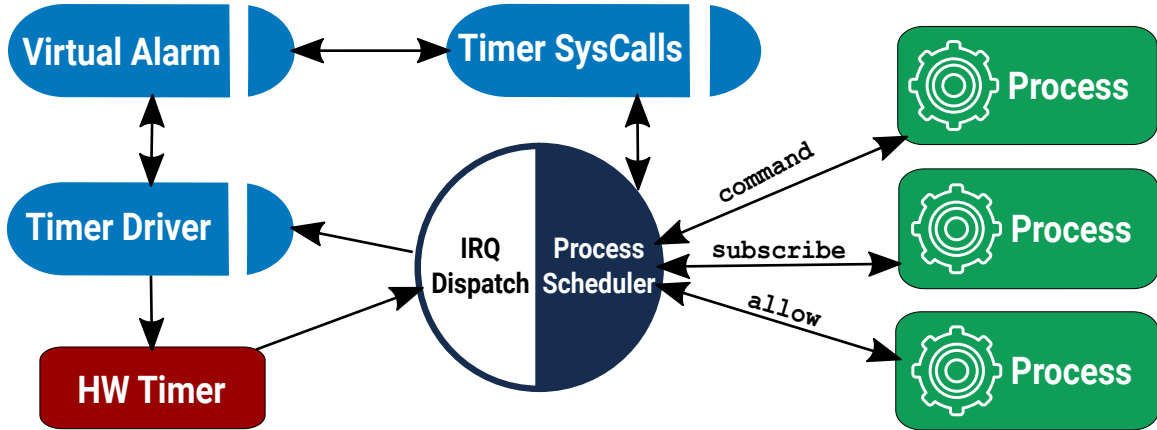 Virtual Alarm
Timer SysCalls
Process
command
Timer Driver
IRQ
Dispatch
Process
Scheduler
subscribe
Process
allow
HW Timer
Process